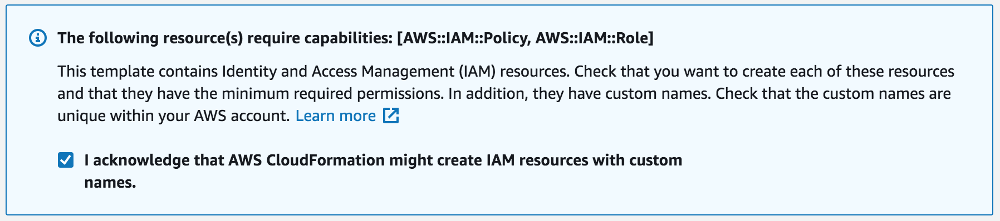 The following resource(s) require capabilities: [AWS::IAM::Policy, AWS::IAM::Role]
This template contains Identity and Access Management (IAM) resources. Check that you want to create each of these resources
and that they have the minimum required permissions. In addition, they have custom names. Check that the custom names are
unique within your AWS account. Learn more
I acknowledge that AWS CloudFormation might create IAM resources with custom
names.